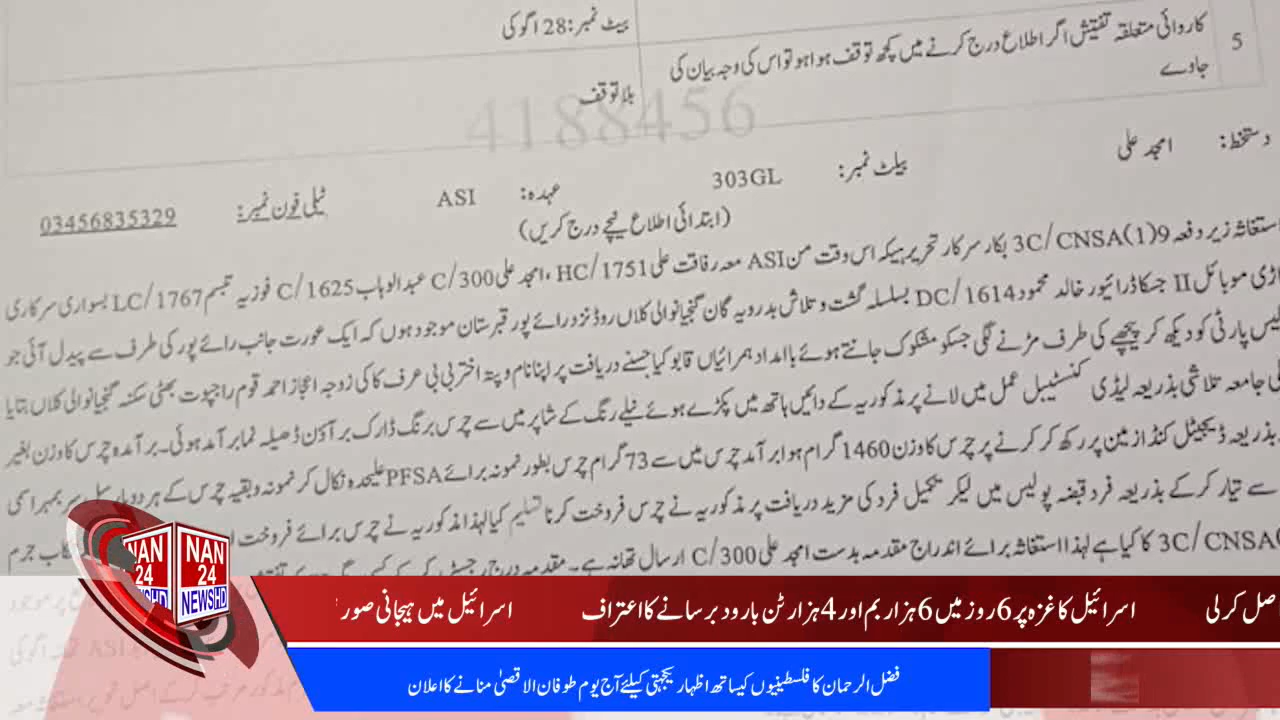 بیٹ نمبر: 28 اگوکی
5 کاروائی متعلقہ تفتیش اگر اطلاع درج کرنے میں کچھ توقف ہوا ہو تو اس کی وجہ بیان کی جاوے
بلا توقف
4188456
دستخط: امجد علی بیلٹ نمبر: 303GL عہدہ: ASI ٹیلی فون نمبر: 03456835329
(ابتدائی اطلاع نیچے درج کریں)
استغاثہ زیر دفعہ 9(1)3C/CNSA بکار سرکار تحریر ہیکہ اس وقت من ASI معہ رفاقت علی HC/1751، امجد علی C/300 عبدالوہاب C/1625 فوزیہ تبسم LC/1767 بسواری سرکاری
موبائل II جسکا ڈرائیور خالد محمود DC/1614 بسلسلہ گشت و تلاش بدرویہ گان گنجیانوالی کلاں روڈ نزد رائے پور قبرستان موجود ہوں کہ ایک عورت جانب رائے پور کی طرف سے پیدل آئی جو
پارٹی کو دیکھ کر پیچھے کی طرف مڑنے لگی جسکو مشکوک جانتے ہوئے باامداد ہمرائیاں قابو کیا جسنے دریافت پر اپنا نام و پتہ اختر بی بی عرف کاکی زوجہ اعجاز احمد قوم راجپوت بھٹی سکنہ گنجیانوالی کلاں بتایا
جامعہ تلاشی بذریعہ لیڈی کنسٹیبل عمل میں لانے پر مذکوریہ کے دائیں ہاتھ میں پکڑے ہوئے نیلے رنگ کے شاپر میں سے چرس برنگ ڈارک براؤن ڈھیلہ نما برآمد ہوئی۔ برآمدہ چرس کا وزن بغیر
بذریعہ ڈیجیٹل کنڈا زمین پر رکھ کر کرنے پر چرس کا وزن 1460 گرام ہوا برآمد چرس میں سے 73 گرام چرس بطور نمونہ برائے PFSA علیحدہ نکال کر نمونہ و بقیہ چرس کے ہر دو
سے تیار کرکے بذریعہ فرد قبضہ پولیس میں لیکر تکمیل فرد کی مزید دریافت پر مذکوریہ نے چرس فروخت کرنا تسلیم کیا لہذا مذکوریہ نے چرس برائے فروخت
3C/CNSA کا کیا ہے لہذا استغاثہ برائے اندراج مقدمہ بدست امجد علی C/300 ارسال تھانہ ہے۔ مقدمہ درج رجسٹر کر کے
NAN 24 NEWSHD
NAN 24 NEWSHD
صل کرلی اسرائیل کا غزہ پر 6 روز میں 6 ہزار بم اور 4 ہزار ٹن بارود برسانے کا اعتراف اسرائیل میں ہیجانی صور
فضل الرحمان کا فلسطینیوں کیساتھ اظہار یکجہتی کیلئے آج یوم طوفان الاقصیٰ منانے کا اعلان